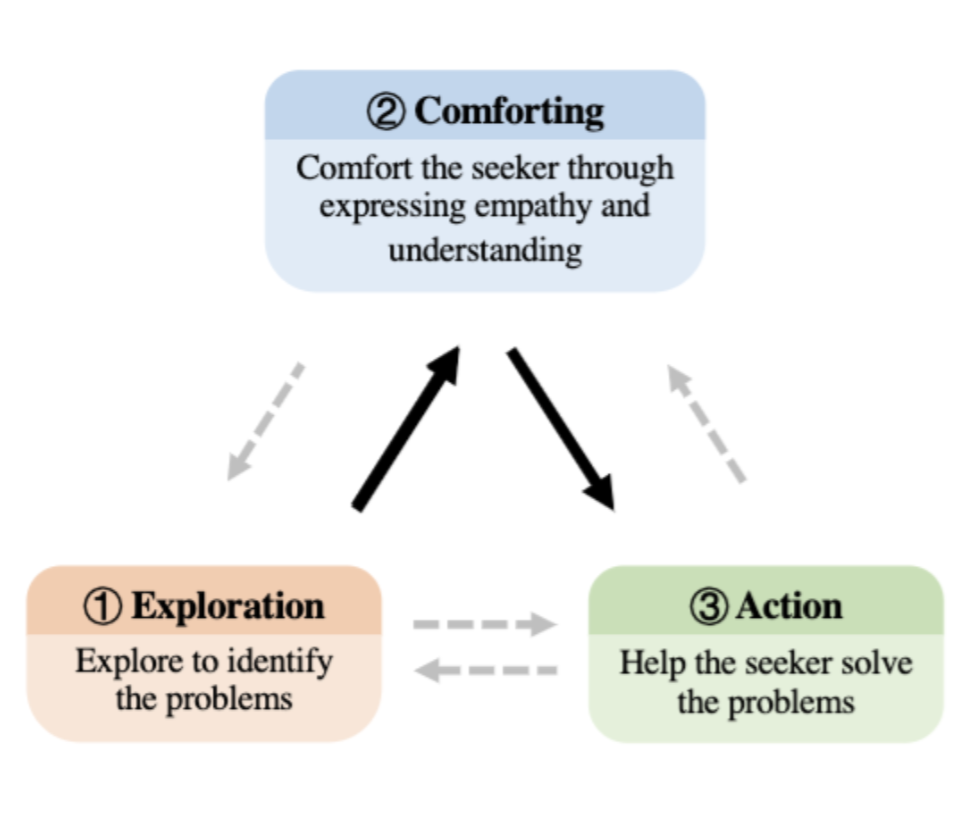 ② Comforting
Comfort the seeker through
expressing empathy and
understanding
① Exploration
Explore to identify
the problems
③ Action
Help the seeker solve
the problems